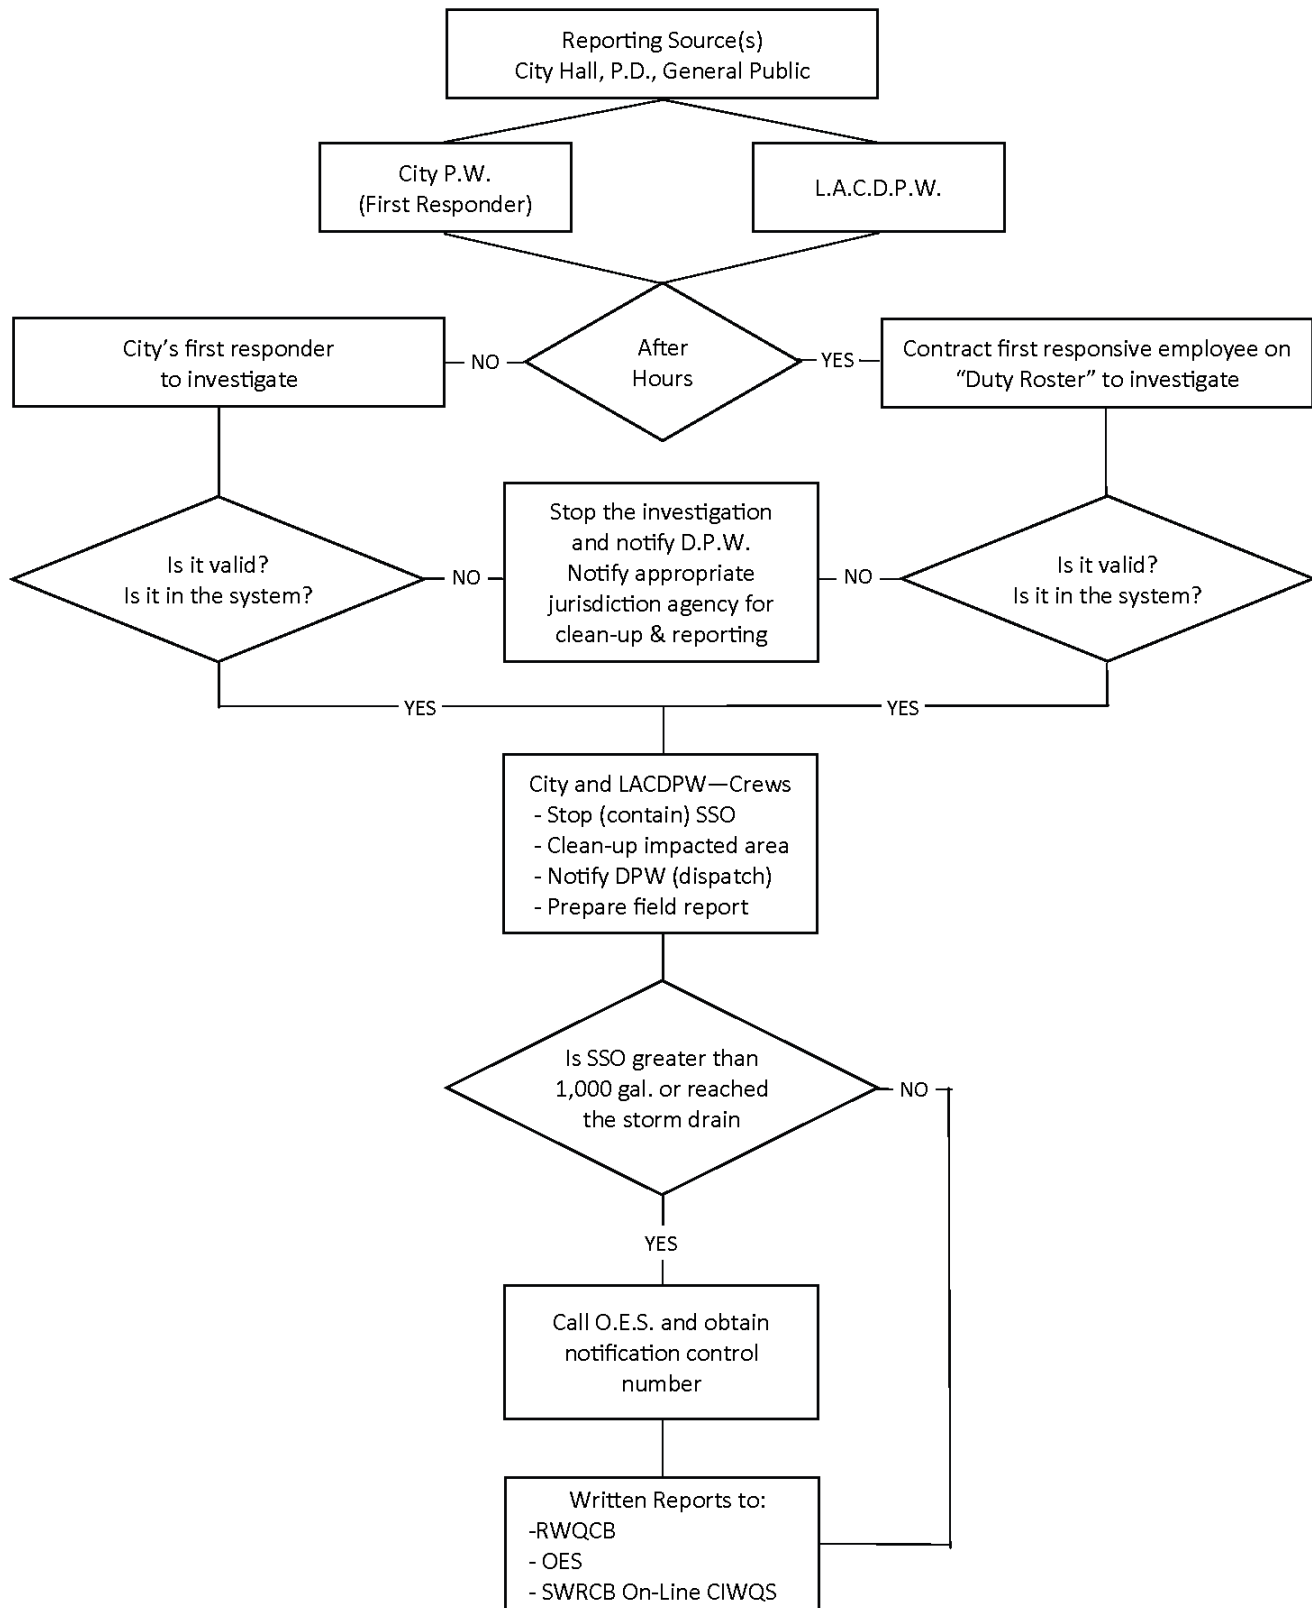 Reporting Source(s)
City Hall, P.D., General Public
City P.W.
(First Responder)
L.A.C.D.P.W.
After
Hours
NO
YES
City’s first responder
to investigate
Contract first responsive employee on
“Duty Roster” to investigate
Is it valid?
Is it in the system?
NO
Stop the investigation
and notify D.P.W.
Notify appropriate
jurisdiction agency for
clean-up & reporting
NO
Is it valid?
Is it in the system?
YES
YES
City and LACDPW—Crews
- Stop (contain) SSO
- Clean-up impacted area
- Notify DPW (dispatch)
- Prepare field report
Is SSO greater than
1,000 gal. or reached
the storm drain
NO
YES
Call O.E.S. and obtain
notification control
number
Written Reports to:
-RWQCB
- OES
- SWRCB On-Line CIWQS